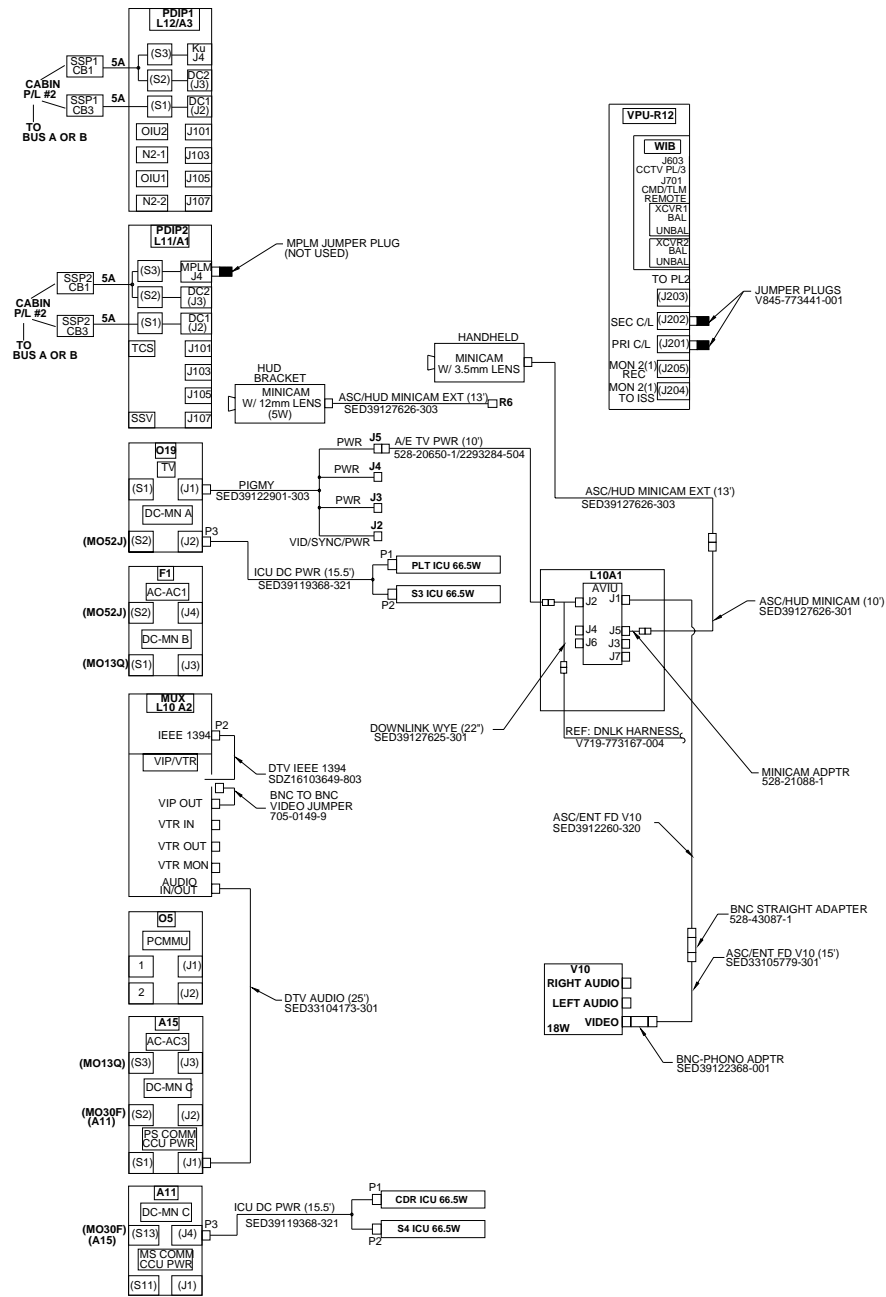 PDIP1
L12/A3
(S3)
Ku
J4
SSP1
CB1
5A
(S2)
DC2
(J3)
CABIN
P/L #2
SSP1
CB3
5A
(S1)
DC1
(J2)
TO
BUS A OR B
OIU2
J101
N2-1
J103
OIU1
J105
N2-2
J107
PDIP2
L11/A1
(S3)
MPLM
J4
MPLM JUMPER PLUG
(NOT USED)
SSP2
CB1
5A
(S2)
DC2
(J3)
CABIN
P/L #2
SSP2
CB3
5A
(S1)
DC1
(J2)
TO
BUS A OR B
TCS
J101
J103
J105
SSV
J107
VPU-R12
WIB
J603
CCTV PL/3
J701
CMD/TLM
REMOTE
XCVR1
BAL
UNBAL
XCVR2
BAL
UNBAL
TO PL2
(J203)
SEC C/L
(J202)
PRI C/L
(J201)
MON 2(1)
REC
(J205)
MON 2(1)
TO ISS
(J204)
JUMPER PLUGS
V845-773441-001
HANDHELD
MINICAM
W/ 3.5mm LENS
HUD
BRACKET
MINICAM
W/ 12mm LENS
(5W)
ASC/HUD MINICAM EXT (13')
SED39127626-303
R6
O19
TV
(S1)
(J1)
DC-MN A
(MO52J)
(S2)
(J2)
P3
PIGMY
SED39122901-303
PWR
J5
A/E TV PWR (10')
528-20650-1/2293284-504
PWR
J4
PWR
J3
J2
VID/SYNC/PWR
ICU DC PWR (15.5')
SED39119368-321
P1
PLT ICU 66.5W
P2
S3 ICU 66.5W
ASC/HUD MINICAM EXT (13')
SED39127626-303
F1
AC-AC1
(MO52J)
(S2)
(J4)
DC-MN B
(MO13Q)
(S1)
(J3)
L10A1
AVIU
J2
J1
J4
J5
J6
J3
J7
ASC/HUD MINICAM (10')
SED39127626-301
DOWNLINK WYE (22")
SED39127625-301
REF: DNLK HARNESS
V719-773167-004
MINICAM ADPTR
528-21088-1
MUX
L10 A2
IEEE 1394
P2
VIP/VTR
DTV IEEE 1394
SDZ16103649-803
VIP OUT
BNC TO BNC
VIDEO JUMPER
705-0149-9
VTR IN
VTR OUT
VTR MON
AUDIO
IN/OUT
ASC/ENT FD V10
SED3912260-320
BNC STRAIGHT ADAPTER
528-43087-1
ASC/ENT FD V10 (15')
SED33105779-301
O5
PCMMU
1
(J1)
2
(J2)
DTV AUDIO (25')
SED33104173-301
V10
RIGHT AUDIO
LEFT AUDIO
VIDEO
18W
BNC-PHONO ADPTR
SED39122368-001
A15
AC-AC3
(MO13Q)
(S3)
(J3)
DC-MN C
(MO30F)
(A11)
(S2)
(J2)
PS COMM
CCU PWR
(S1)
(J1)
A11
DC-MN C
(MO30F)
(A15)
(S13)
(J4)
P3
MS COMM
CCU PWR
(S11)
(J1)
ICU DC PWR (15.5')
SED39119368-321
P1
CDR ICU 66.5W
P2
S4 ICU 66.5W